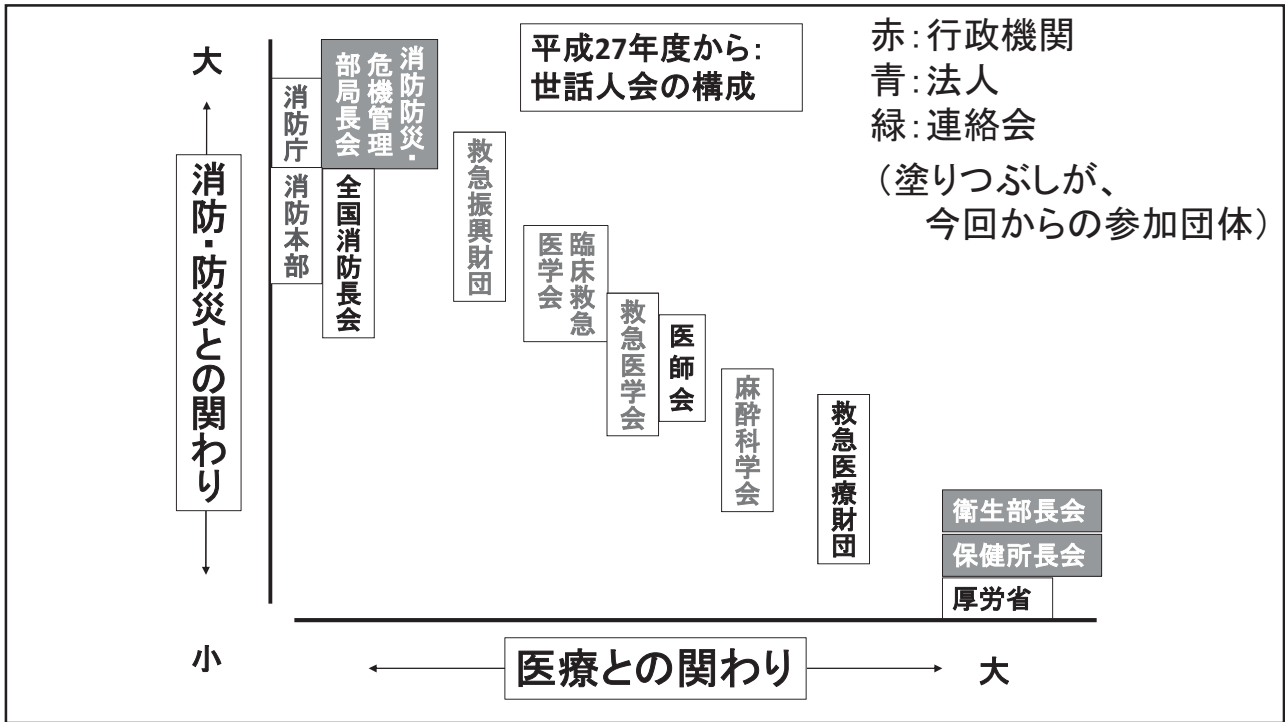 平成27年度から:
世話人会の構成
赤：行政機関
青：法人
緑：連絡会
（塗りつぶしが、
今回からの参加団体）
大
消防・防災との関わり
小
消防庁
消防本部
消防防災・
危機管理
部局長会
全国消防長会
救急振興財団
臨床救急
医学会
救急医学会
医師会
麻酔科学会
救急医療財団
衛生部長会
保健所長会
厚労省
医療との関わり
大